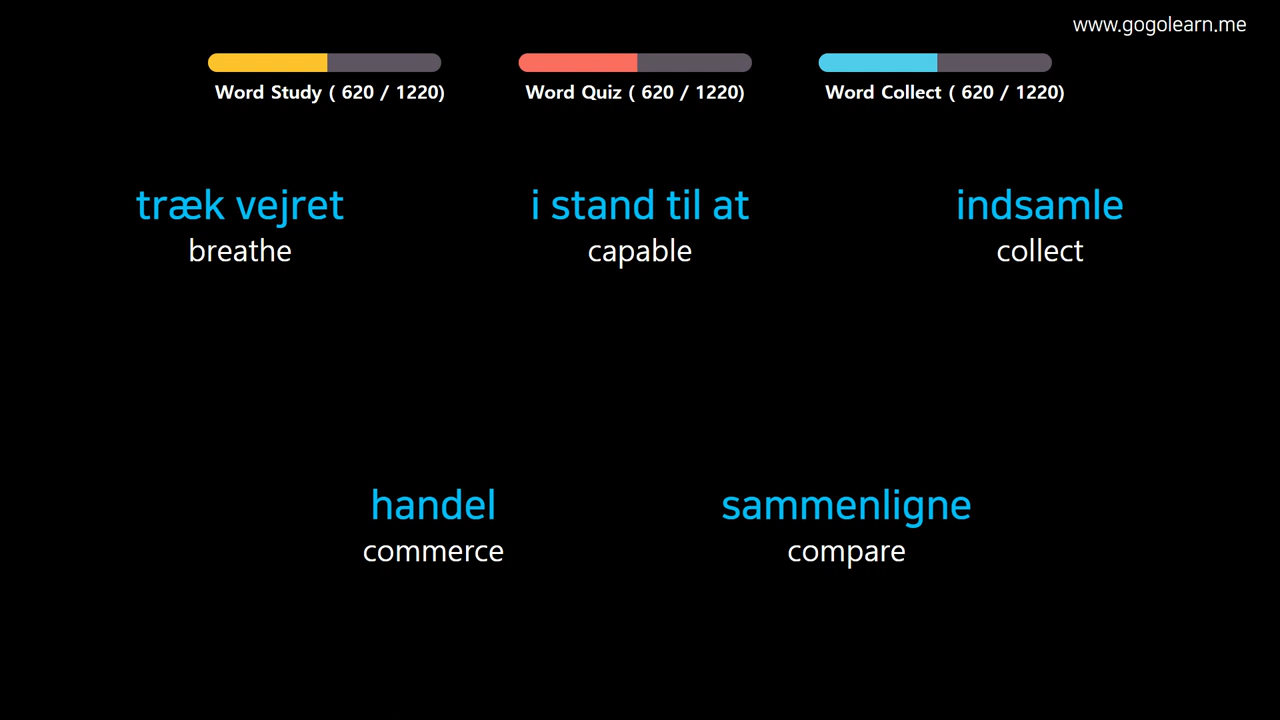 www.gogolearn.me
Word Study ( 620 / 1220)
Word Quiz ( 620 / 1220)
Word Collect ( 620 / 1220)
træk vejret
breathe
i stand til at
capable
indsamle
collect
handel
commerce
sammenligne
compare